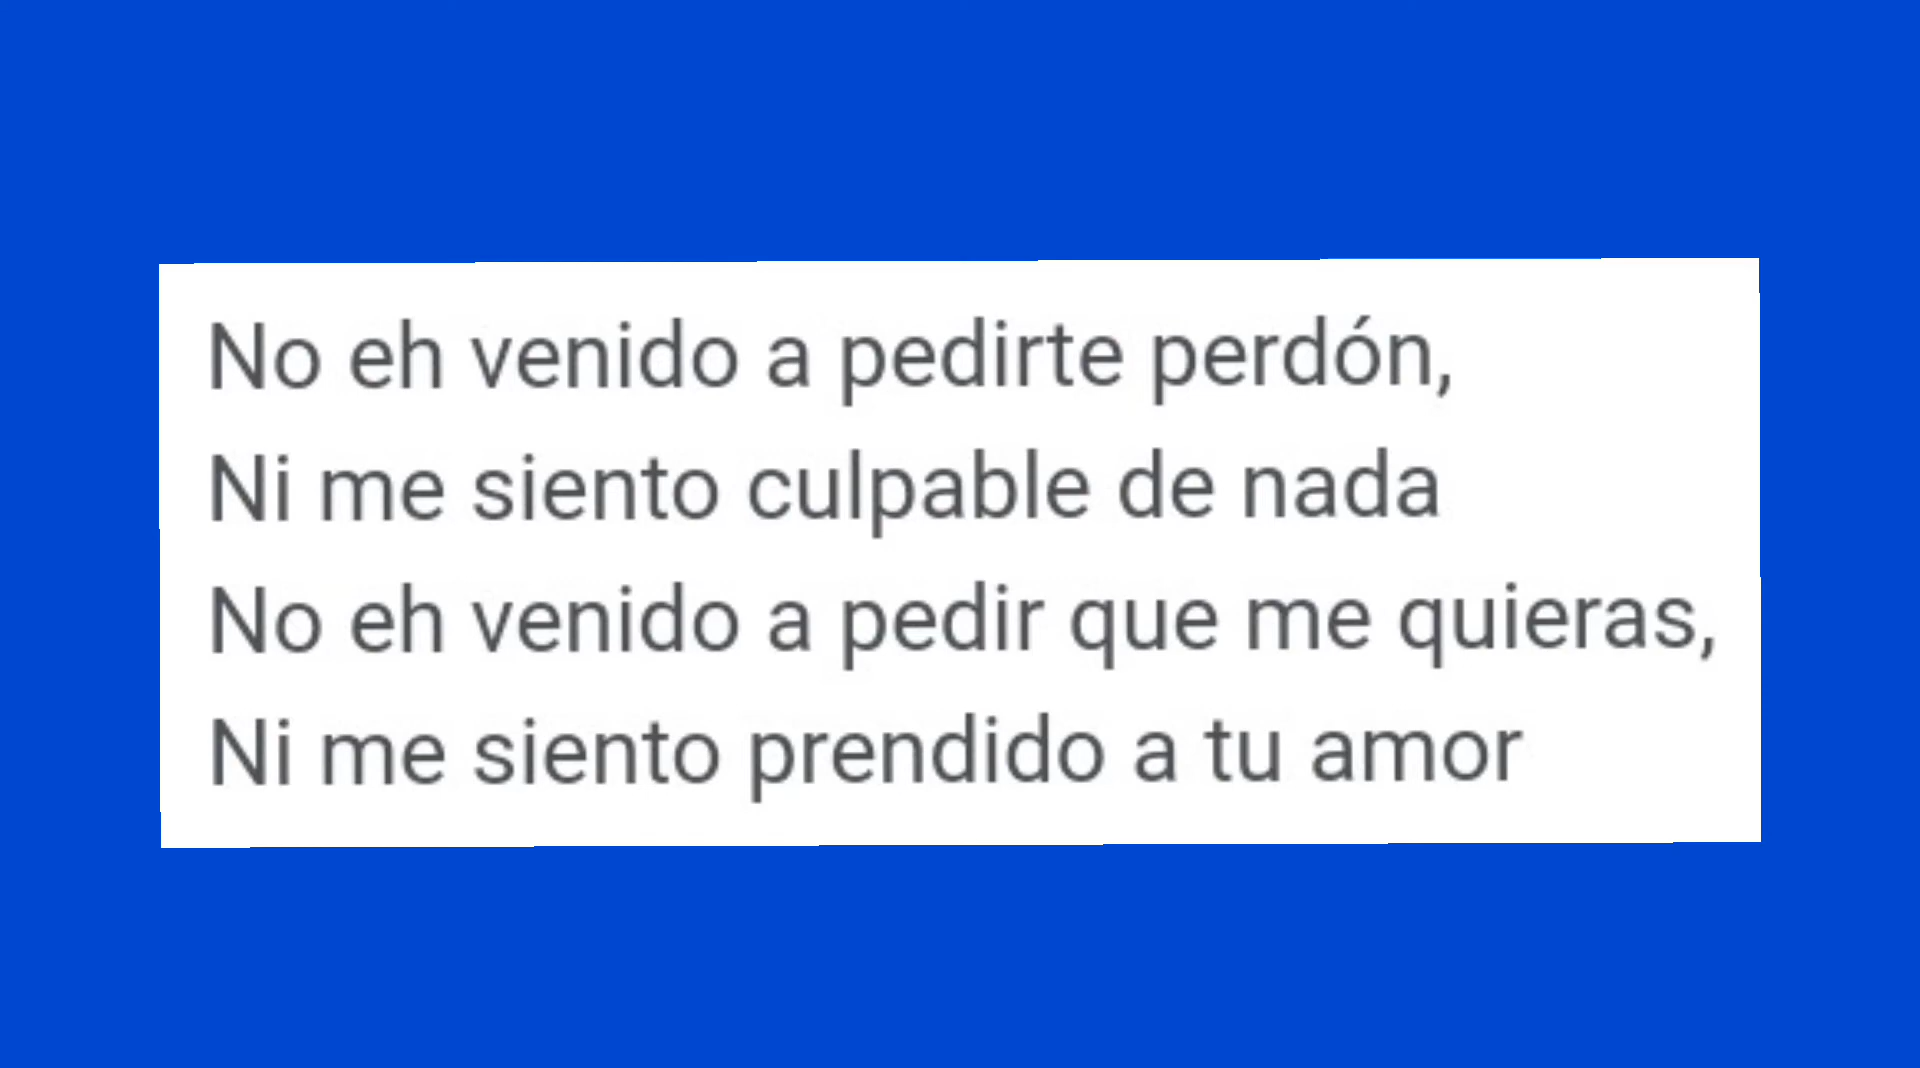 No eh venido a pedirte perdón,
Ni me siento culpable de nada
No eh venido a pedir que me quieras,
Ni me siento prendido a tu amor